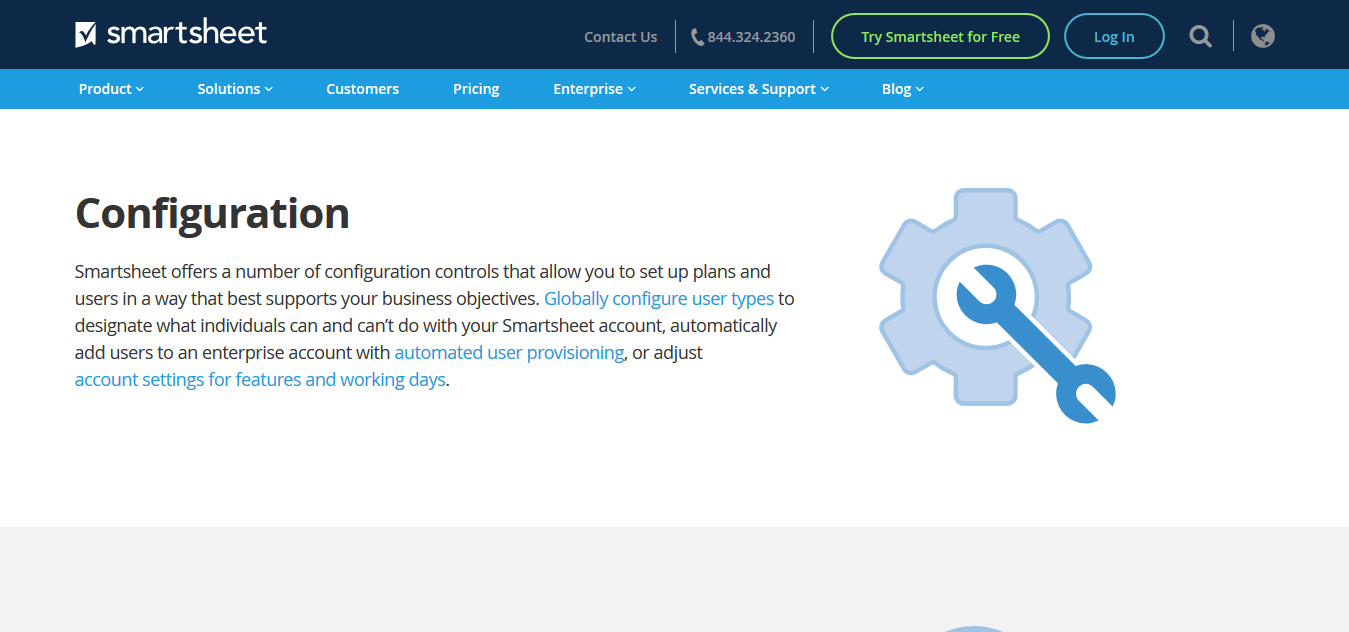 smartsheet
Contact Us
844.324.2360
Try Smartsheet for Free
Log In
Product
Solutions
Customers
Pricing
Enterprise
Services & Support
Blog
Configuration
Smartsheet offers a number of configuration controls that allow you to set up plans and
users in a way that best supports your business objectives. Globally configure user types to
designate what individuals can and can’t do with your Smartsheet account, automatically
add users to an enterprise account with automated user provisioning, or adjust
account settings for features and working days.